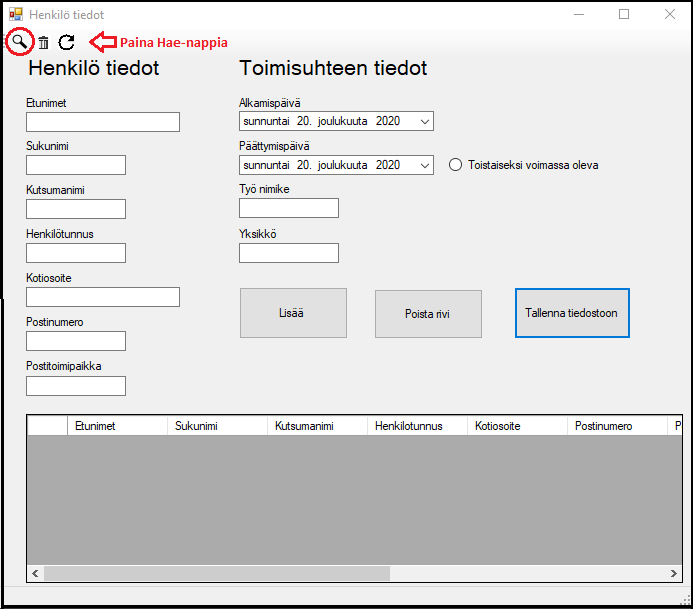 Henkilö tiedot
Paina Hae-nappia
Henkilö tiedot
Toimisuhteen tiedot
Etunimet
Alkamispäivä
sunnuntai 20. joulukuuta 2020
Sukunimi
Päättymispäivä
sunnuntai 20. joulukuuta 2020
Toistaiseksi voimassa oleva
Kutsumanimi
Työ nimike
Henkilötunnus
Yksikkö
Kotiosoite
Lisää
Poista rivi
Tallenna tiedostoon
Postinumero
Postitoimipaikka
Etunimet Sukunimi Kutsumanimi Henkilotunnus Kotiosoite Postinumero P